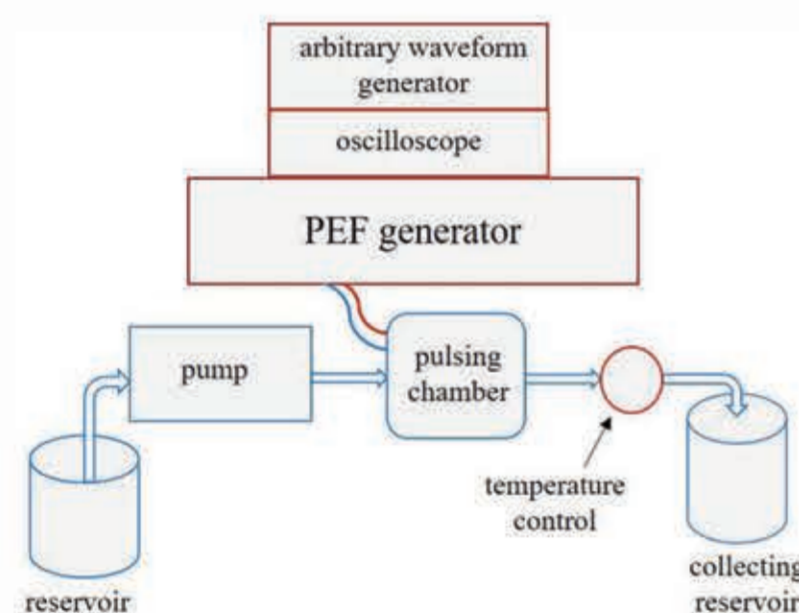 arbitrary waveform
generator
oscilloscope
PEF generator
pump
pulsing
chamber
temperature
control
reservoir
collecting
reservoir